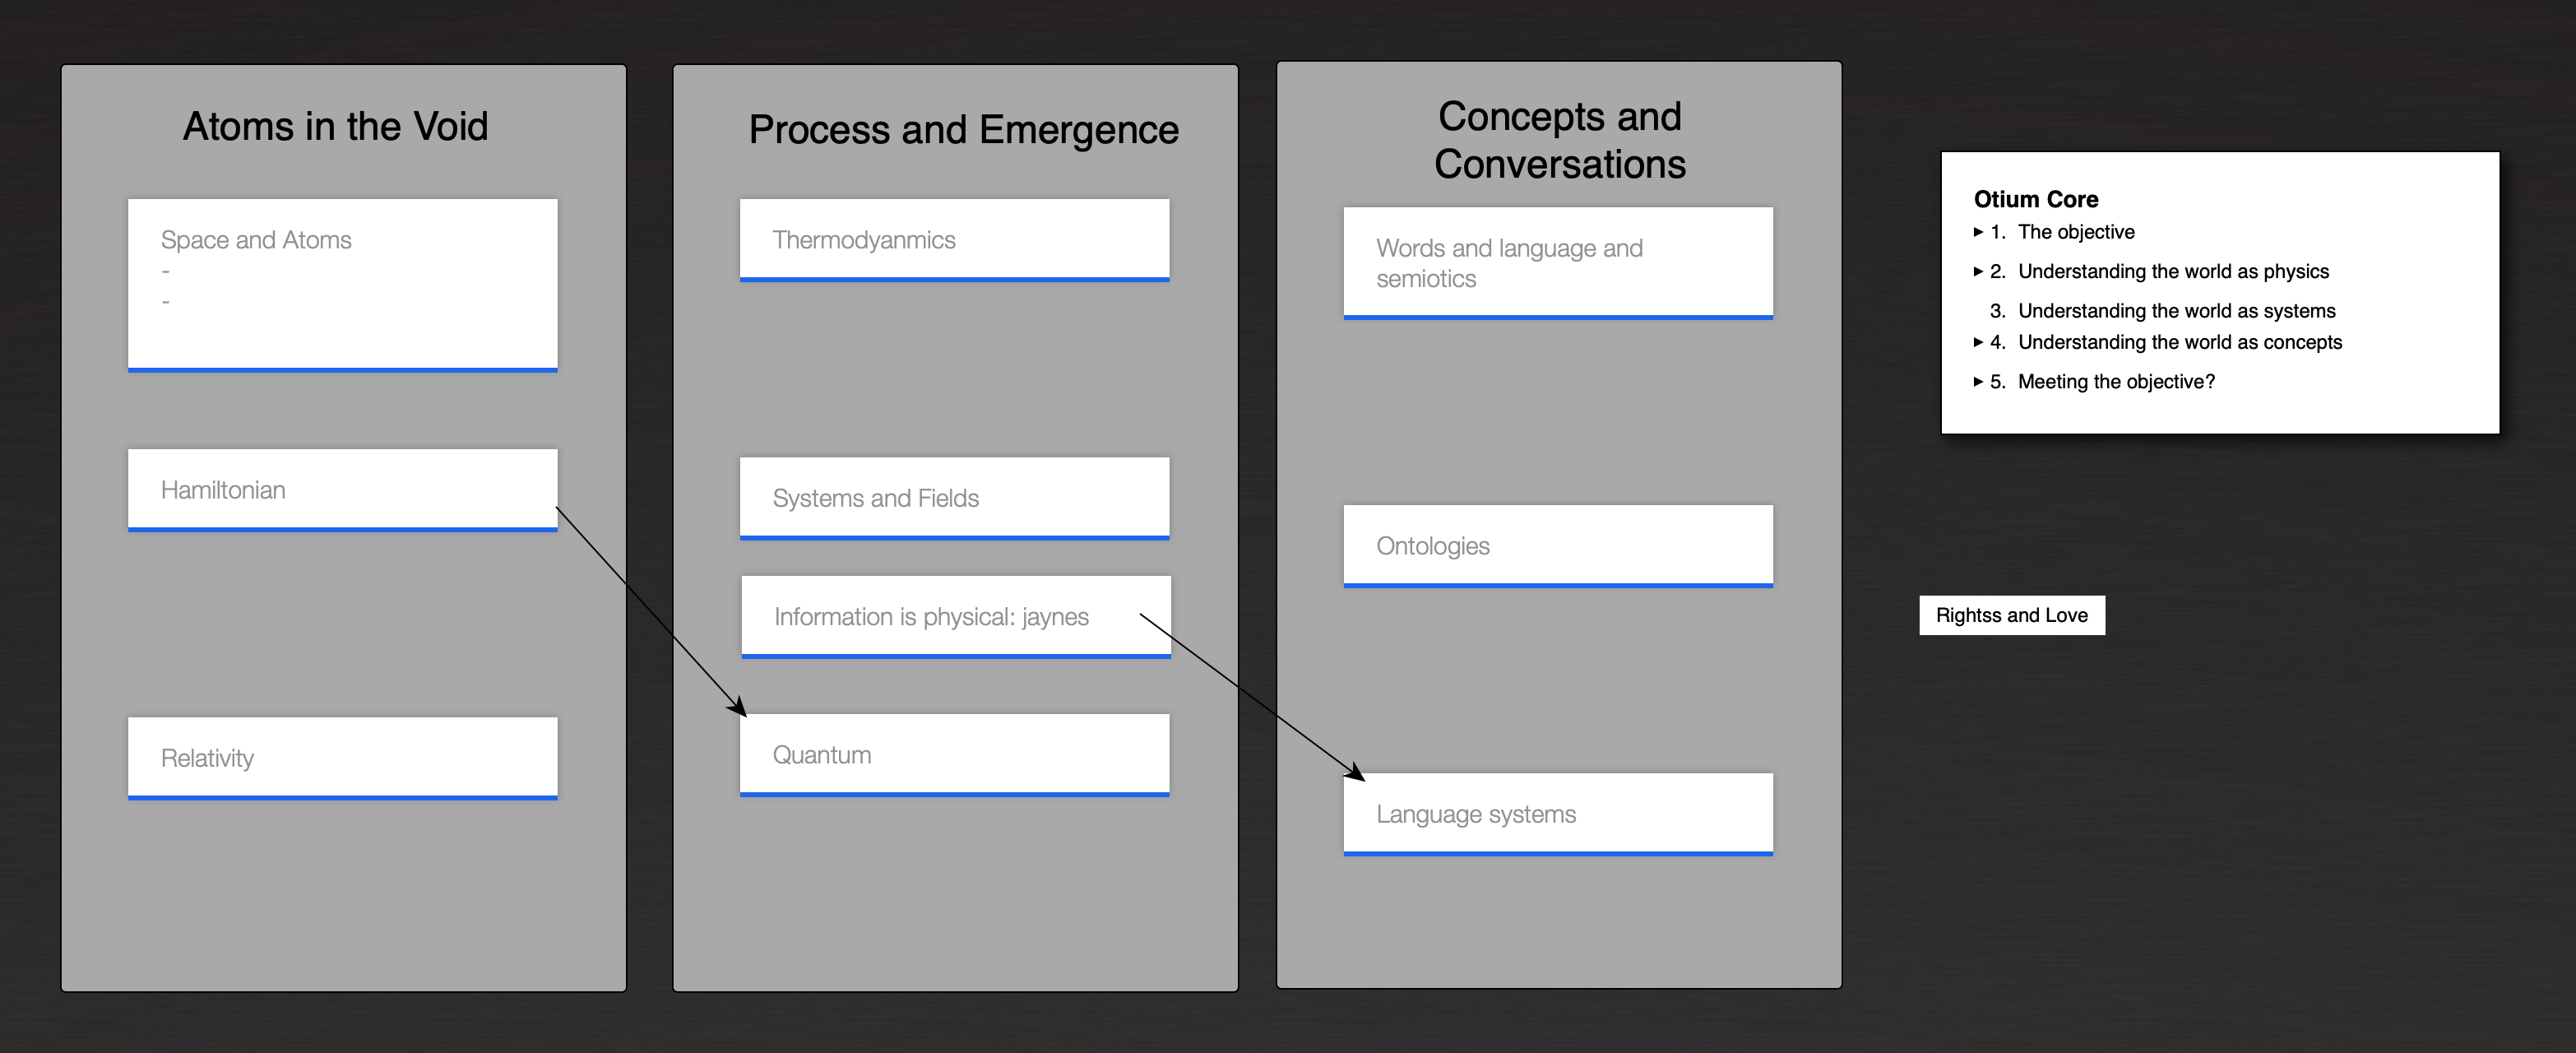 Atoms in the Void
Space and Atoms
-
-
Hamiltonian
Relativity
Process and Emergence
Thermodyanmics
Systems and Fields
Information is physical: jaynes
Quantum
Concepts and
Conversations
Words and language and
semiotics
Ontologies
Language systems
Otium Core
▶ 1. The objective
▶ 2. Understanding the world as physics
3. Understanding the world as systems
▶ 4. Understanding the world as concepts
▶ 5. Meeting the objective?
Rightss and Love